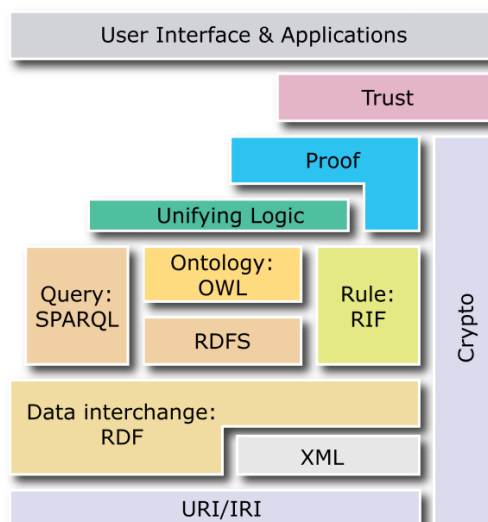 User Interface & Applications
Trust
Proof
Unifying Logic
Query:
SPARQL
Ontology:
OWL
RDFS
Rule:
RIF
Crypto
Data interchange:
RDF
XML
URI/IRI